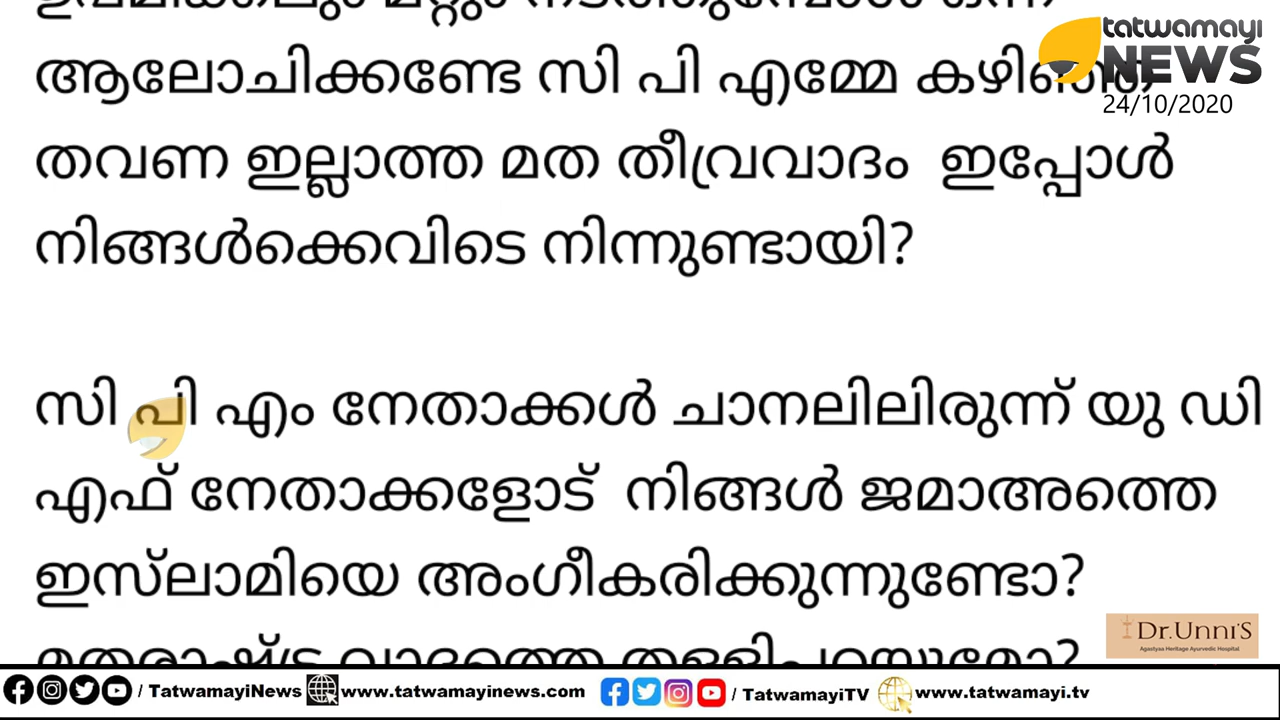 ആലോചിക്കണ്ടേ സി പി എമ്മേ കഴിഞ്ഞ
തവണ ഇല്ലാത്ത മത തീവ്രവാദം ഇപ്പോൾ
നിങ്ങൾക്കെവിടെ നിന്നുണ്ടായി?
സി പി എം നേതാക്കൾ ചാനലിലിരുന്ന് യു ഡി
എഫ് നേതാക്കളോട് നിങ്ങൾ ജമാഅത്തെ
ഇസ്‌ലാമിയെ അംഗീകരിക്കുന്നുണ്ടോ?
tatwamayi
NEWS
24/10/2020
Dr.UNNI'S
Agastyaa Heritage Ayurvedic Hospital
/ TatwamayiNews www.tatwamayinews.com / TatwamayiTV www.tatwamayi.tv